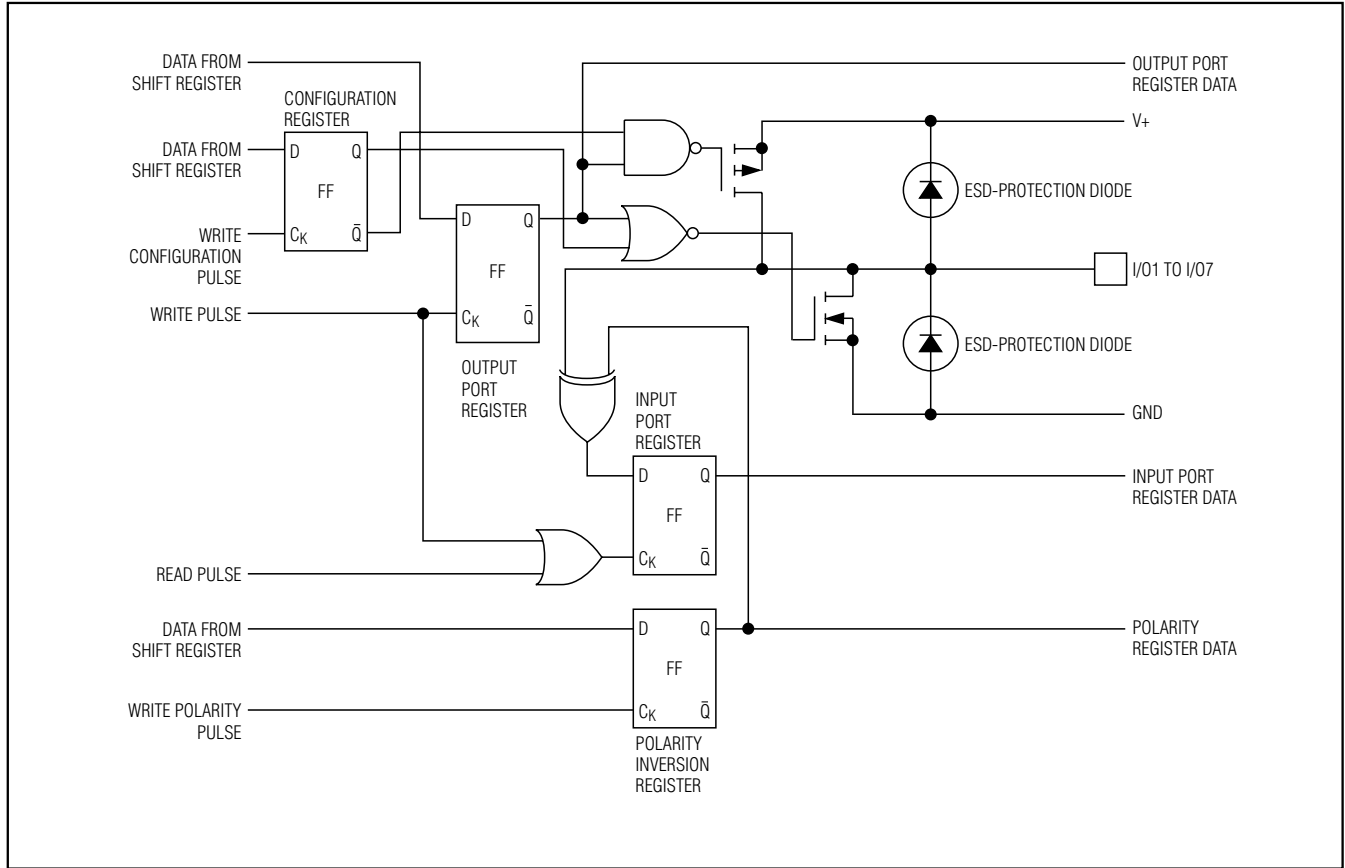 DATA FROM
SHIFT REGISTER
OUTPUT PORT
REGISTER DATA
CONFIGURATION
REGISTER
V+
DATA FROM
SHIFT REGISTER
D
Q
FF
CK
Q̄
ESD-PROTECTION DIODE
WRITE
CONFIGURATION
PULSE
D
Q
FF
CK
Q̄
I/O1 TO I/O7
WRITE PULSE
ESD-PROTECTION DIODE
OUTPUT
PORT
REGISTER
INPUT
PORT
REGISTER
GND
D
Q
FF
CK
Q̄
INPUT PORT
REGISTER DATA
READ PULSE
DATA FROM
SHIFT REGISTER
D
Q
FF
CK
Q̄
POLARITY
REGISTER DATA
WRITE POLARITY
PULSE
POLARITY
INVERSION
REGISTER